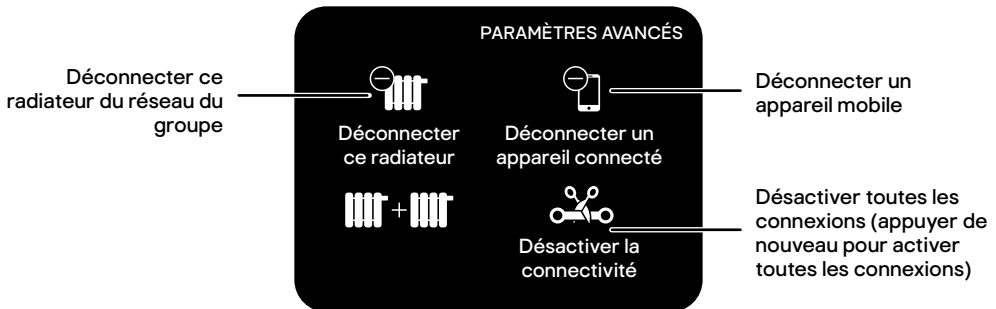 PARAMÈTRES AVANCÉS
Déconnecter ce
radiateur du réseau du
groupe
Déconnecter
ce radiateur
Déconnecter un
appareil connecté
Déconnecter un
appareil mobile
+
Désactiver la
connectivité
Désactiver toutes les
connexions (appuyer de
nouveau pour activer
toutes les connexions)